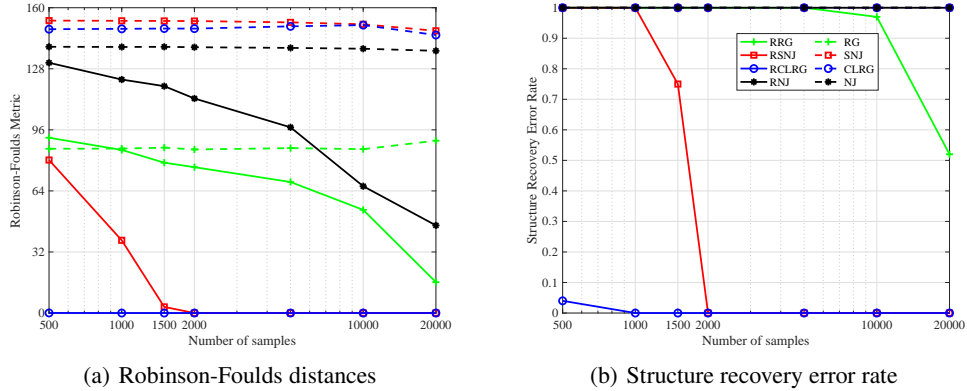 160
128
96
64
32
0
Robinson-Foulds Metric
500 1000 1500 2000 10000 20000
Number of samples
(a) Robinson-Foulds distances
1
0.9
0.8
0.7
0.6
0.5
0.4
0.3
0.2
0.1
0
Structure Recovery Error Rate
RRG RG
RSNJ SNJ
RCLRG CLRG
RNJ NJ
500 1000 1500 2000 10000 20000
Number of samples
(b) Structure recovery error rate